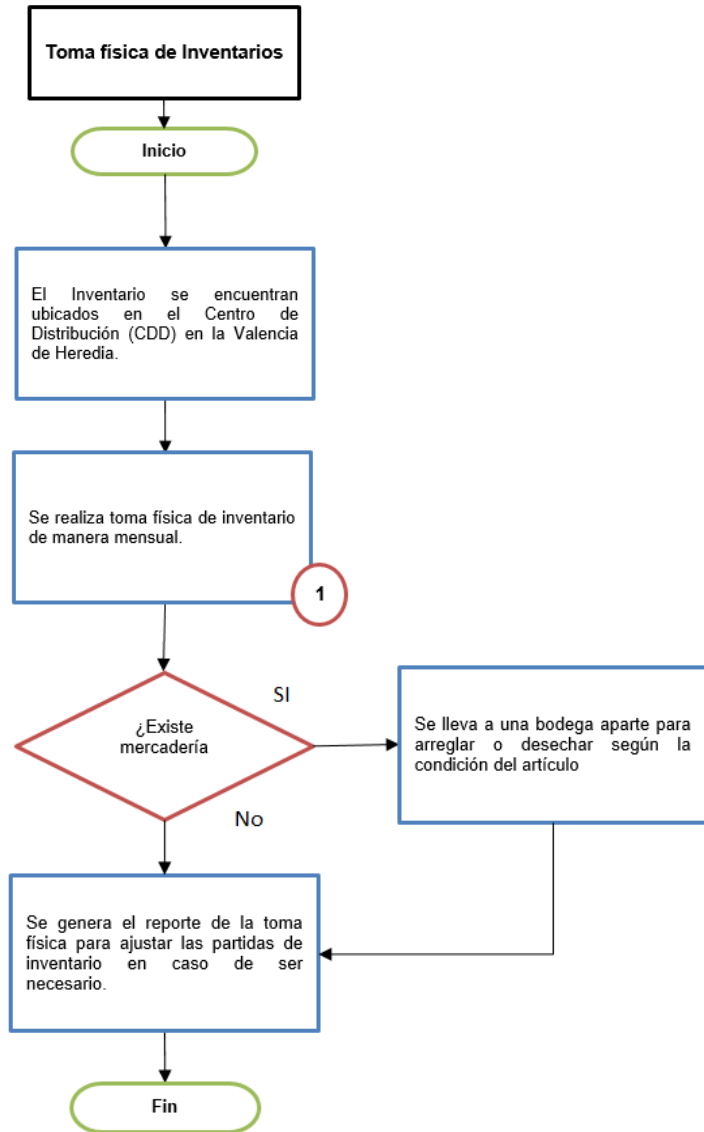 Toma física de Inventarios
Inicio
El Inventario se encuentran
ubicados en el Centro de
Distribución (CDD) en la Valencia
de Heredia.
Se realiza toma física de inventario
de manera mensual.
1
SI
¿Existe
mercadería
Se lleva a una bodega aparte para
arreglar o desechar según la
condición del artículo
No
Se genera el reporte de la toma
física para ajustar las partidas de
inventario en caso de ser
necesario.
Fin